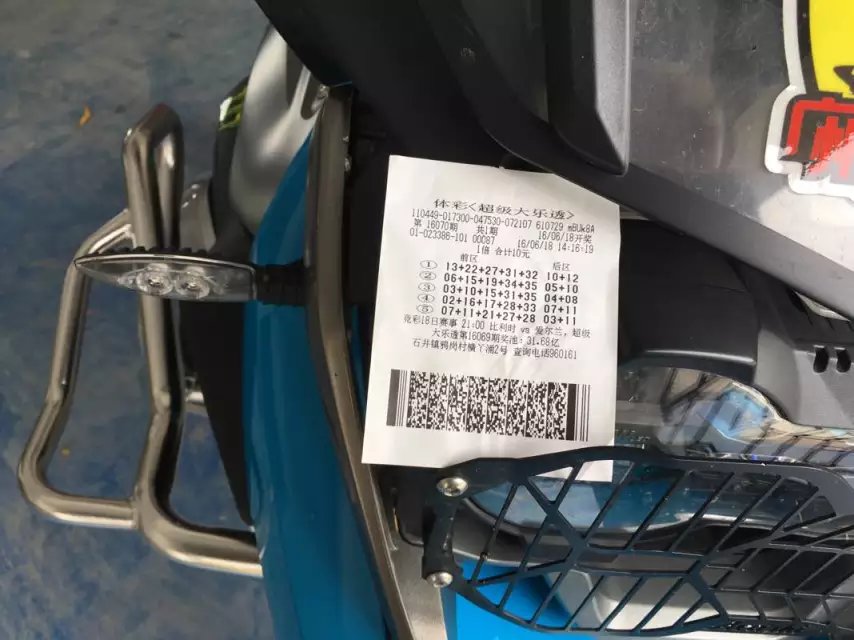 体彩<超级大乐透>
110449-017300-047530-072107 610729 mBUk8A
第 16070期 共1期 16/06/18开奖
01-023386-101 00087 16/06/18 14:16:19
1倍 合计10元
前区 后区
① 13+22+27+31+32 10+12
② 06+15+19+34+35 05+10
③ 03+10+15+31+35 04+08
④ 02+16+17+28+33 07+11
⑤ 07+11+21+27+28 03+11
竞彩18日赛事 21:00 比利时 vs 爱尔兰，超级
大乐透第16069期奖池：31.68亿
石井镇鸦岗村横丫浦2号 查询电话960161